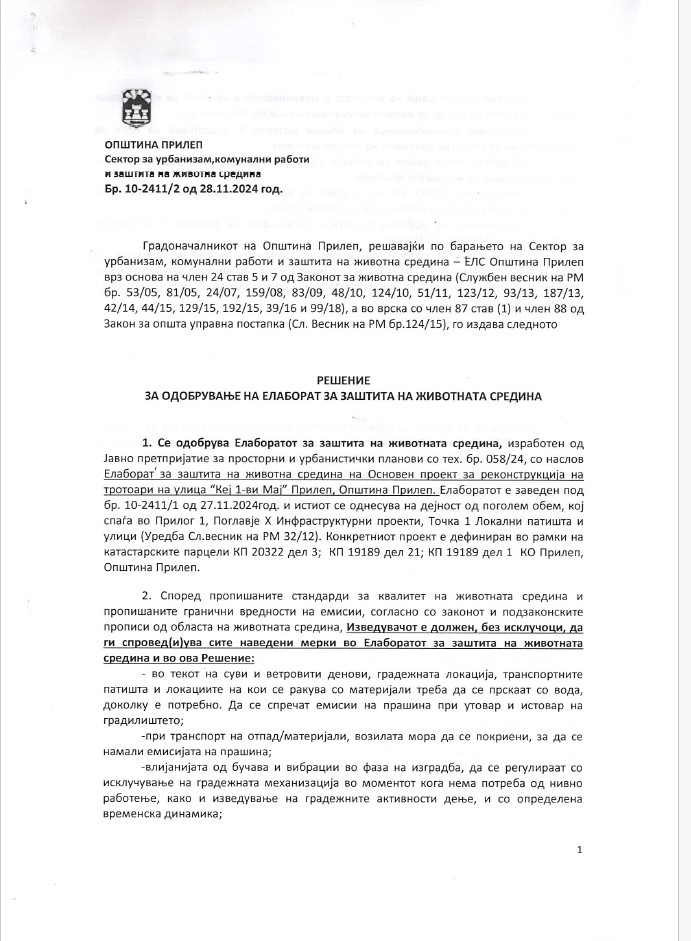 ОПШТИНА ПРИЛЕП
Сектор за урбанизам,комунални работи
и заштита на животна средина
Бр. 10-2411/2 од 28.11.2024 год.
Градоначалникот на Општина Прилеп, решавајќи по барањето на Сектор за
урбанизам, комунални работи и заштита на животна средина – ЕЛС Општина Прилеп
врз основа на член 24 став 5 и 7 од Законот за животна средина (Службен весник на РМ
бр. 53/05, 81/05, 24/07, 159/08, 83/09, 48/10, 124/10, 51/11, 123/12, 93/13, 187/13,
42/14, 44/15, 129/15, 192/15, 39/16 и 99/18), а во врска со член 87 став (1) и член 88 од
Закон за општа управна постапка (Сл. Весник на РМ бр.124/15), го издава следното
РЕШЕНИЕ
ЗА ОДОБРУВАЊЕ НА ЕЛАБОРАТ ЗА ЗАШТИТА НА ЖИВОТНАТА СРЕДИНА
1. Се одобрува Елаборатот за заштита на животната средина, изработен од
Јавно претпријатие за просторни и урбанистички планови со тех. бр. 058/24, со наслов
Елаборат за заштита на животна средина на Основен проект за реконструкција на
тротоари на улица “Кеј 1-ви Мај” Прилеп, Општина Прилеп. Елаборатот е заведен под
бр. 10-2411/1 од 27.11.2024год. и истиот се однесува на дејност од поголем обем, кој
спаѓа во Прилог 1, Поглавје X Инфраструктурни проекти, Точка 1 Локални патишта и
улици (Уредба Сл.весник на РМ 32/12). Конкретниот проект е дефиниран во рамки на
катастарските парцели КП 20322 дел 3; КП 19189 дел 21; КП 19189 дел 1 КО Прилеп,
Општина Прилеп.
2. Според пропишаните стандарди за квалитет на животната средина и
пропишаните гранични вредности на емисии, согласно со законот и подзаконските
прописи од областа на животната средина, Изведувачот е должен, без исклучоци, да
ги спровед(и)ува сите наведени мерки во Елаборатот за заштита на животната
средина и во ова Решение:
- во текот на суви и ветровити денови, градежната локација, транспортните
патишта и локациите на кои се ракува со материјали треба да се прскаат со вода,
доколку е потребно. Да се спречат емисии на прашина при утовар и истовар на
градилиштето;
-при транспорт на отпад/материјали, возилата мора да се покриени, за да се
намали емисијата на прашина;
-влијанијата од бучава и вибрации во фаза на изградба, да се регулираат со
исклучување на градежната механизација во моментот кога нема потреба од нивно
работење, како и изведување на градежните активности дење, и со определена
временска динамика;
1